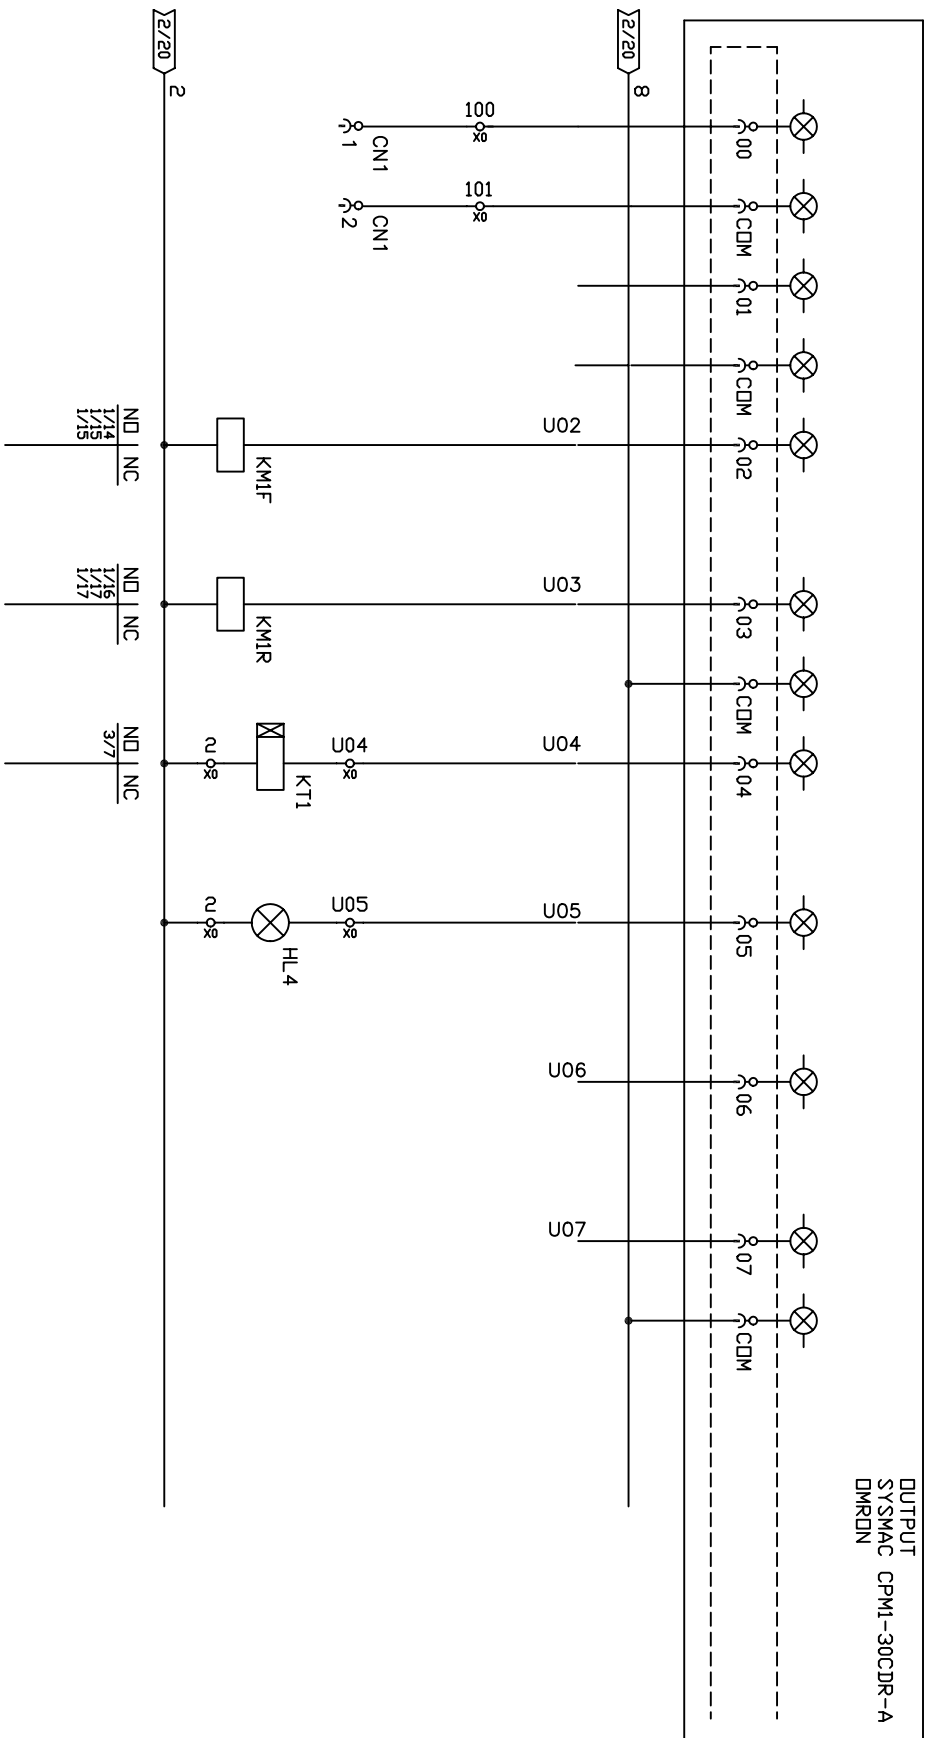 OUTPUT
SYSMAC CPM1-30CDR-A
OMRON
2/20
8
2/20
2
00
COM
01
COM
02
03
COM
04
05
06
07
COM
100
X0
CN1
1
101
X0
CN1
2
U02
KM1F
NO NC
1/14
1/15
1/15
U03
KM1R
NO NC
1/16
1/17
1/17
U04
U04
X0
KT1
2
X0
NO NC
3/7
U05
U05
X0
HL4
2
X0
U06
U07